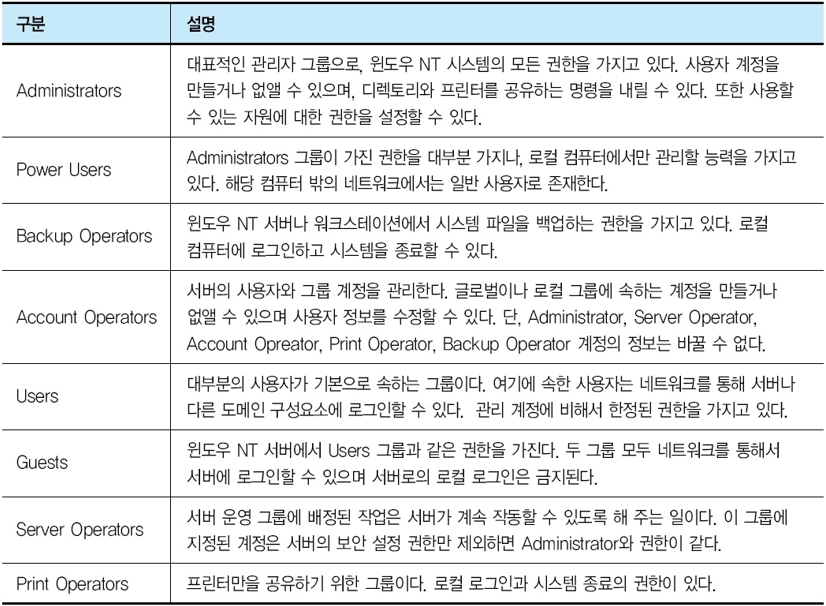 구분 설명
Administrators
대표적인 관리자 그룹으로, 윈도우 NT 시스템의 모든 권한을 가지고 있다. 사용자 계정을
만들거나 없앨 수 있으며, 디렉토리와 프린터를 공유하는 명령을 내릴 수 있다. 또한 사용할
수 있는 자원에 대한 권한을 설정할 수 있다.
Power Users
Administrators 그룹이 가진 권한을 대부분 가지나, 로컬 컴퓨터에서만 관리할 능력을 가지고
있다. 해당 컴퓨터 밖의 네트워크에서는 일반 사용자로 존재한다.
Backup Operators
윈도우 NT 서버나 워크스테이션에서 시스템 파일을 백업하는 권한을 가지고 있다. 로컬
컴퓨터에 로그인하고 시스템을 종료할 수 있다.
Account Operators
서버의 사용자와 그룹 계정을 관리한다. 글로벌이나 로컬 그룹에 속하는 계정을 만들거나
없앨 수 있으며 사용자 정보를 수정할 수 있다. 단, Administrator, Server Operator,
Account Opreator, Print Operator, Backup Operator 계정의 정보는 바꿀 수 없다.
Users
대부분의 사용자가 기본으로 속하는 그룹이다. 여기에 속한 사용자는 네트워크를 통해 서버나
다른 도메인 구성요소에 로그인할 수 있다. 관리 계정에 비해서 한정된 권한을 가지고 있다.
Guests
윈도우 NT 서버에서 Users 그룹과 같은 권한을 가진다. 두 그룹 모두 네트워크를 통해서
서버에 로그인할 수 있으며 서버로의 로컬 로그인은 금지된다.
Server Operators
서버 운영 그룹에 배정된 작업은 서버가 계속 작동할 수 있도록 해 주는 일이다. 이 그룹에
지정된 계정은 서버의 보안 설정 권한만 제외하면 Administrator와 권한이 같다.
Print Operators
프린터만을 공유하기 위한 그룹이다. 로컬 로그인과 시스템 종료의 권한이 있다.